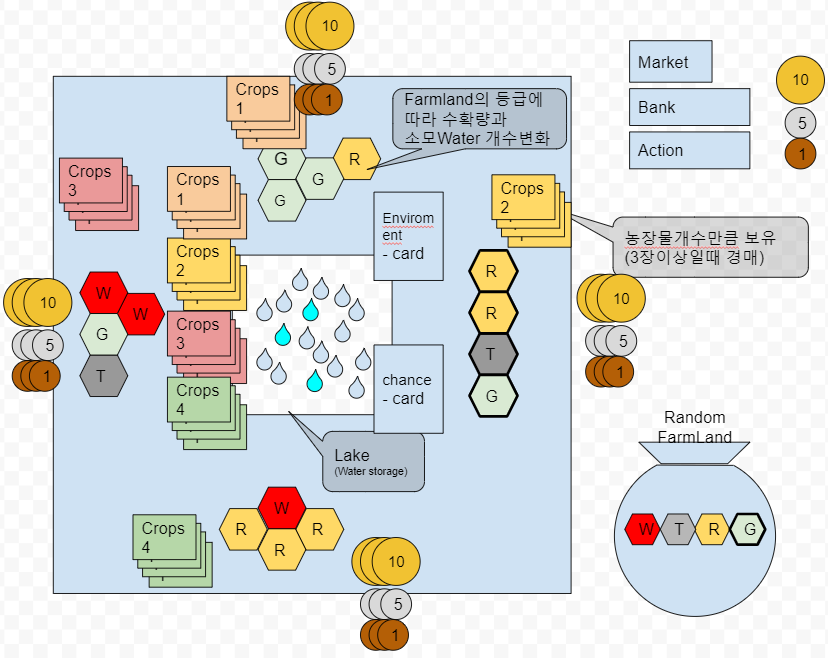 10
5
1
Crops
1
Farmland의 등급에
따라 수확량과
소모Water 개수변화
G
R
G
G
Crops
3
Crops
1
Crops
2
Crops
3
Crops
4
Envirom
ent
- card
chance
- card
Crops
2
농장물개수만큼 보유
(3장이상일때 경매)
R
R
T
G
10
5
1
W
W
G
T
10
5
1
Lake
(Water storage)
Crops
4
W
R
R
R
10
5
1
Market
Bank
Action
10
5
1
Random
FarmLand
W
T
R
G